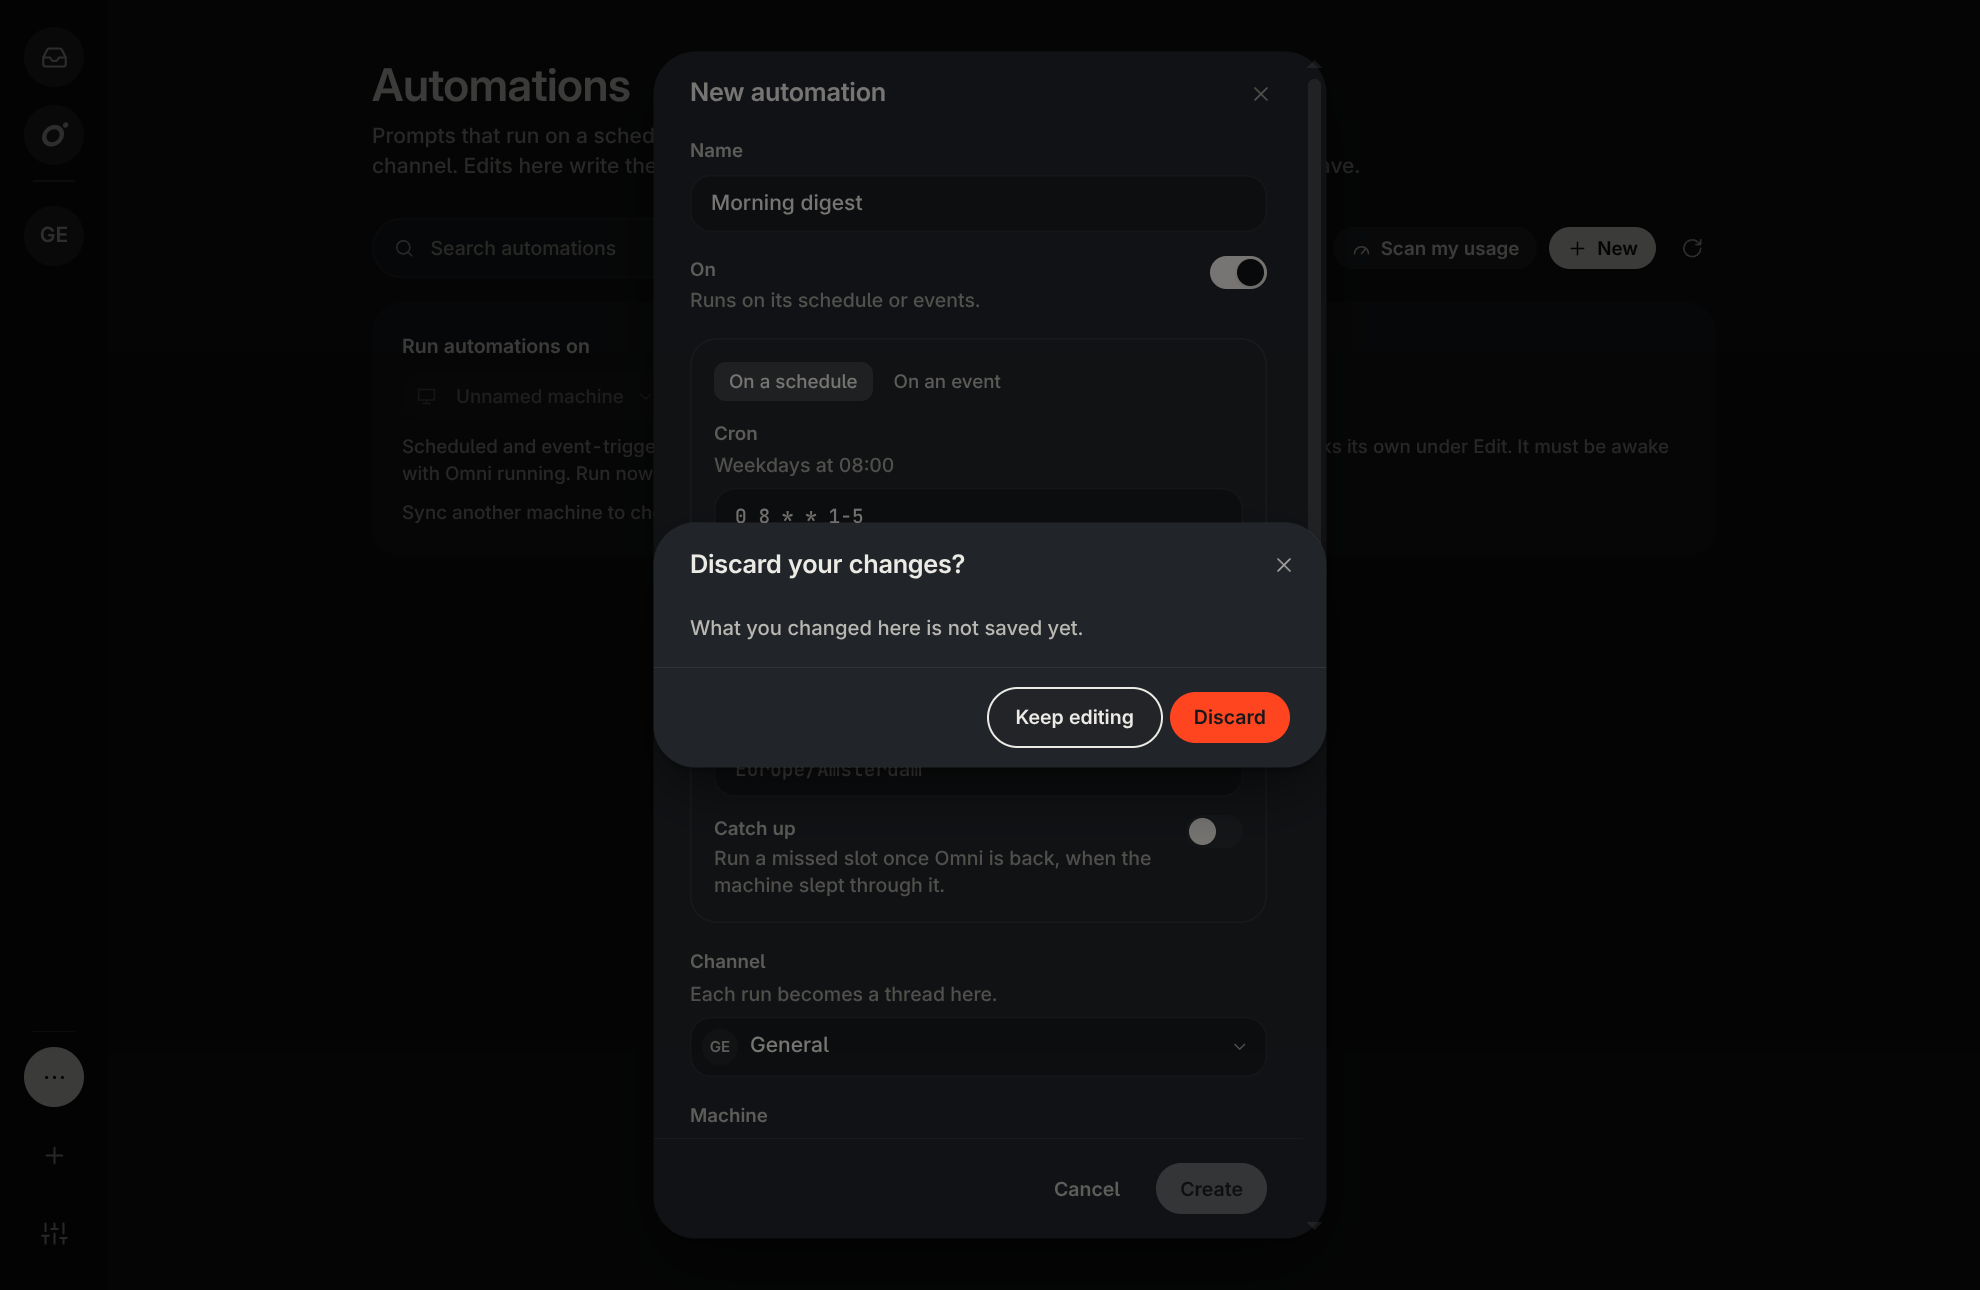 Automations
Prompts that run on a sched
channel. Edits here write the
ave.
GE
Search automations
Scan my usage
New
Run automations on
Unnamed machine
Scheduled and event-trigge
ks its own under Edit. It must be awake
with Omni running. Run now
Sync another machine to ch
New automation
Name
Morning digest
On
Runs on its schedule or events.
On a schedule
On an event
Cron
Weekdays at 08:00
0 8 * * 1-5
Discard your changes?
What you changed here is not saved yet.
Keep editing
Discard
Europe/Amsterdam
Catch up
Run a missed slot once Omni is back, when the
machine slept through it.
Channel
Each run becomes a thread here.
GE
General
Machine
Cancel
Create